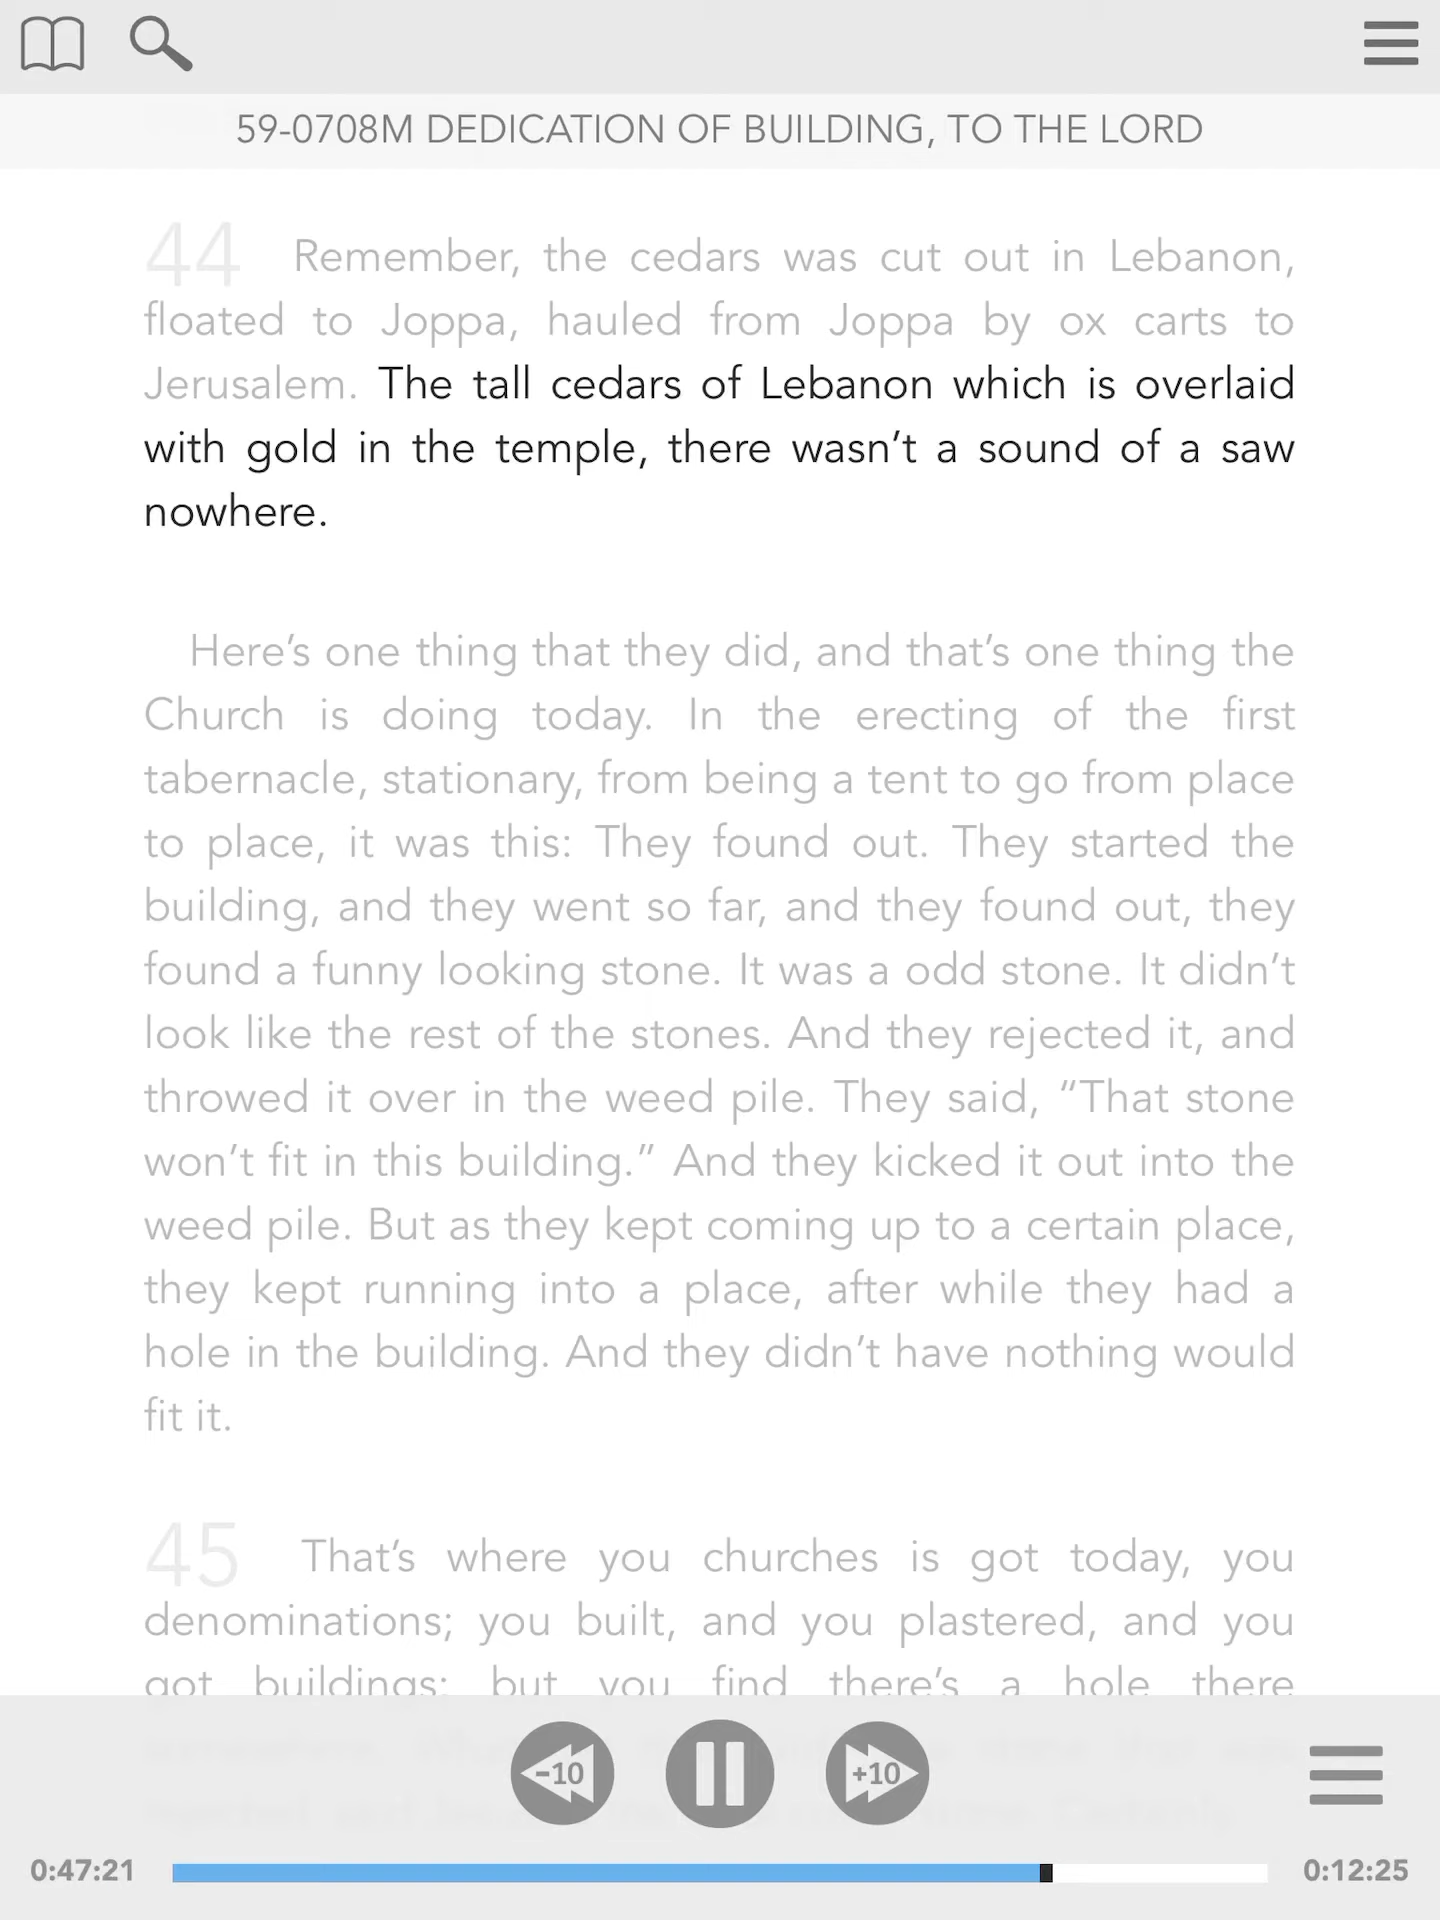 59-0708M DEDICATION OF BUILDING, TO THE LORD
44 Remember, the cedars was cut out in Lebanon,
floated to Joppa, hauled from Joppa by ox carts to
Jerusalem. The tall cedars of Lebanon which is overlaid
with gold in the temple, there wasn’t a sound of a saw
nowhere.
Here’s one thing that they did, and that’s one thing the
Church is doing today. In the erecting of the first
tabernacle, stationary, from being a tent to go from place
to place, it was this: They found out. They started the
building, and they went so far, and they found out, they
found a funny looking stone. It was a odd stone. It didn’t
look like the rest of the stones. And they rejected it, and
throwed it over in the weed pile. They said, “That stone
won’t fit in this building.” And they kicked it out into the
weed pile. But as they kept coming up to a certain place,
they kept running into a place, after while they had a
hole in the building. And they didn’t have nothing would
fit it.
45 That’s where you churches is got today, you
denominations; you built, and you plastered, and you
got buildings; but you find there’s a hole there
-10 +10
0:47:21 0:12:25